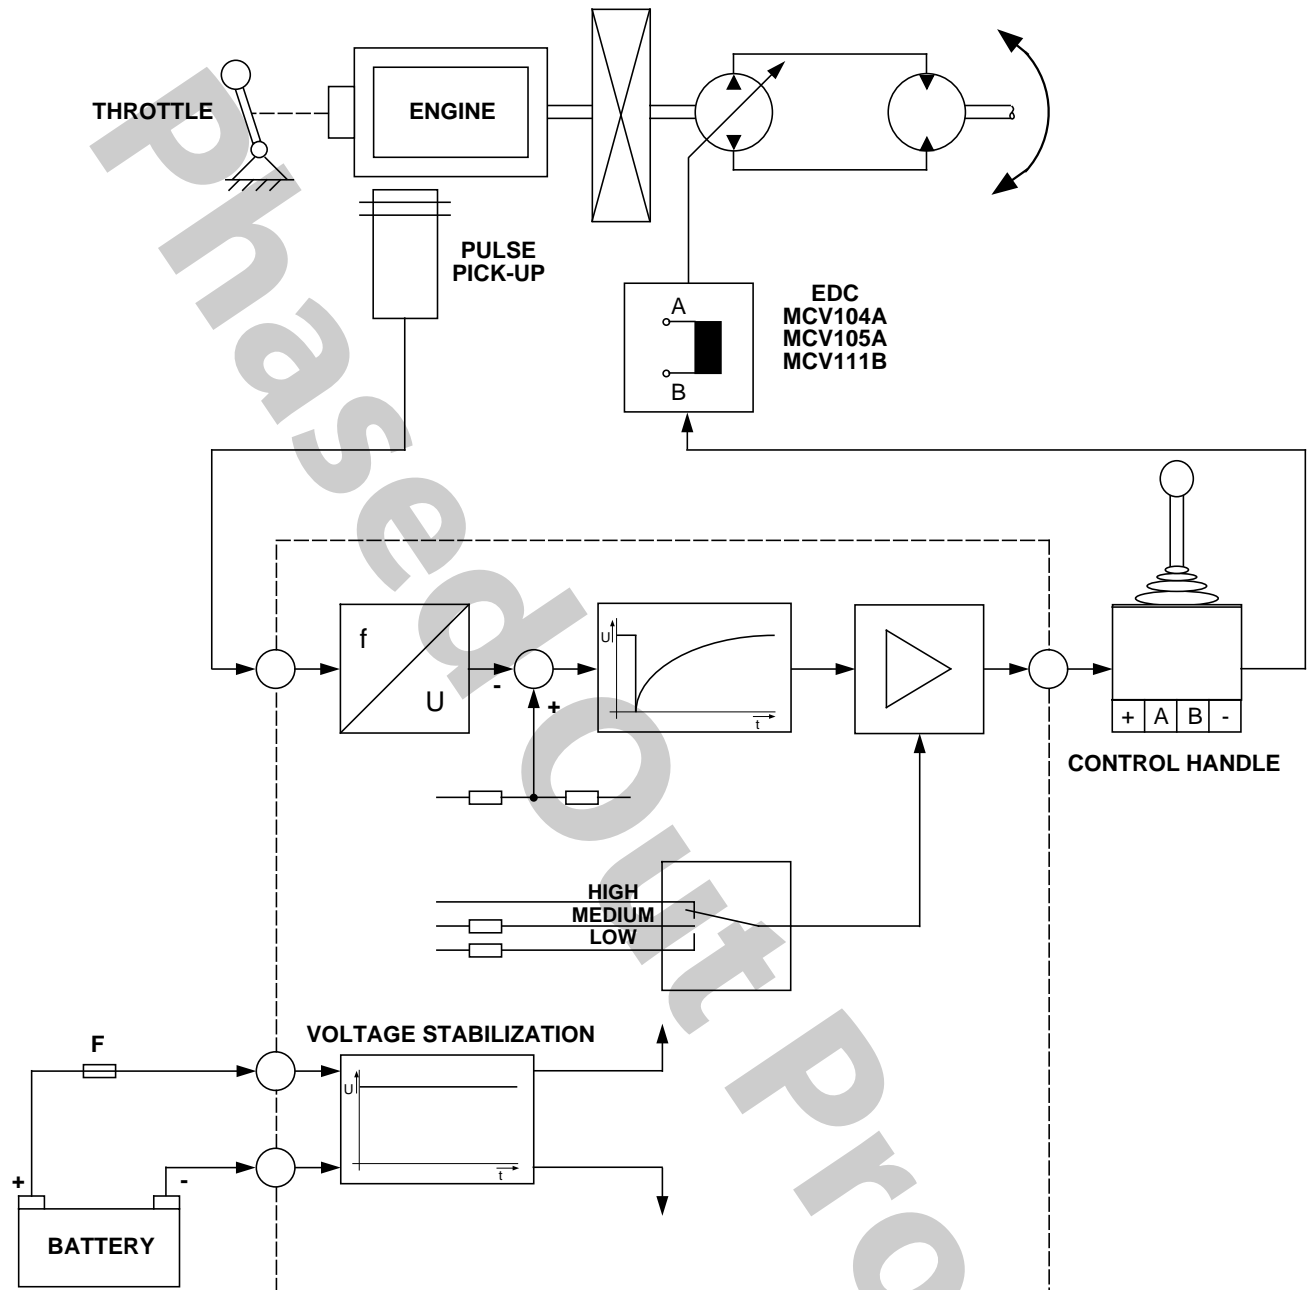 THROTTLE
ENGINE
PULSE
PICK-UP
A
B
EDC
MCV104A
MCV105A
MCV111B
f
U
-
+
U
t
+ A B -
CONTROL HANDLE
HIGH
MEDIUM
LOW
VOLTAGE STABILIZATION
F
U
t
+
-
BATTERY
Phased Out Pro